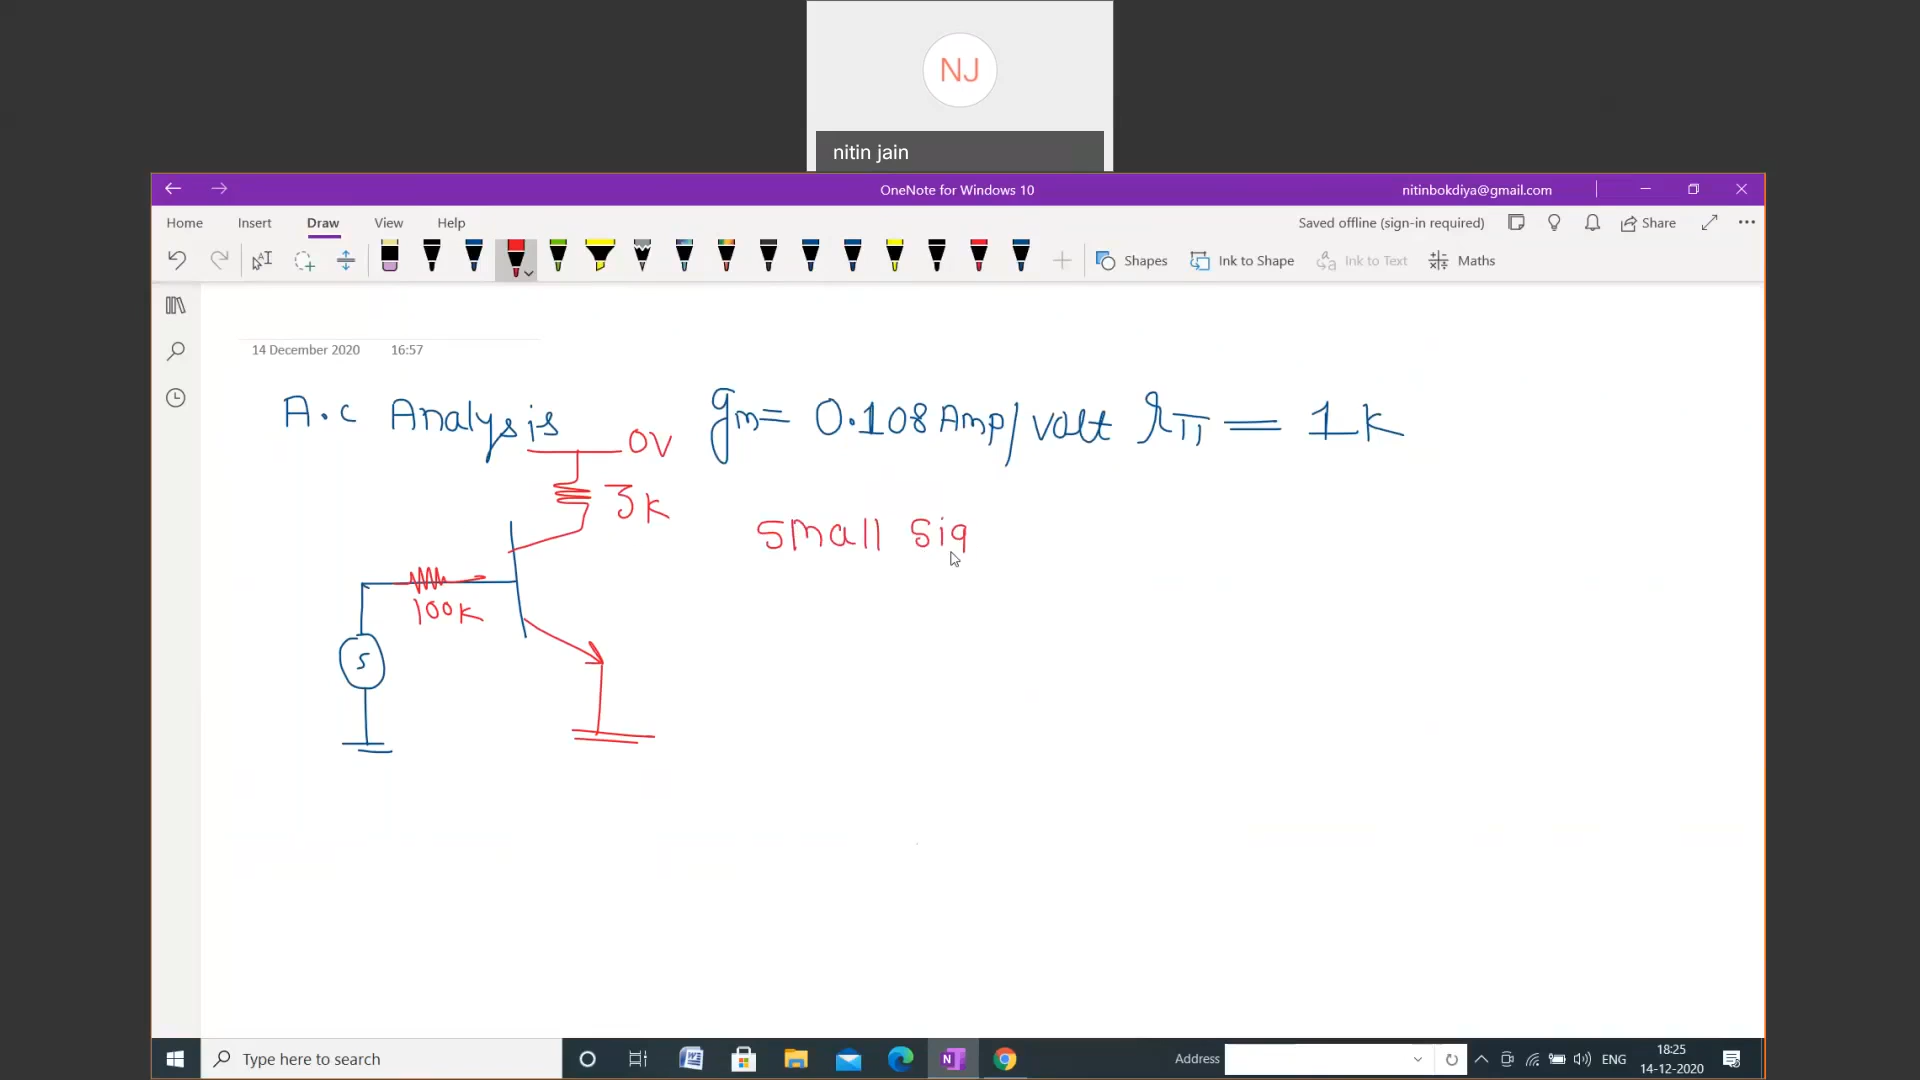 NJ
nitin jain
OneNote for Windows 10
nitinbokdiya@gmail.com
Home Insert Draw View Help
Saved offline (sign-in required)
Share
Shapes
Ink to Shape
Ink to Text
Maths
14 December 2020 16:57
A.c Analysis gm= 0.108 Amp/volt rπ = 1k
0V
3k
small sig
100k
S
Type here to search
Address
ENG
18:25
14-12-2020